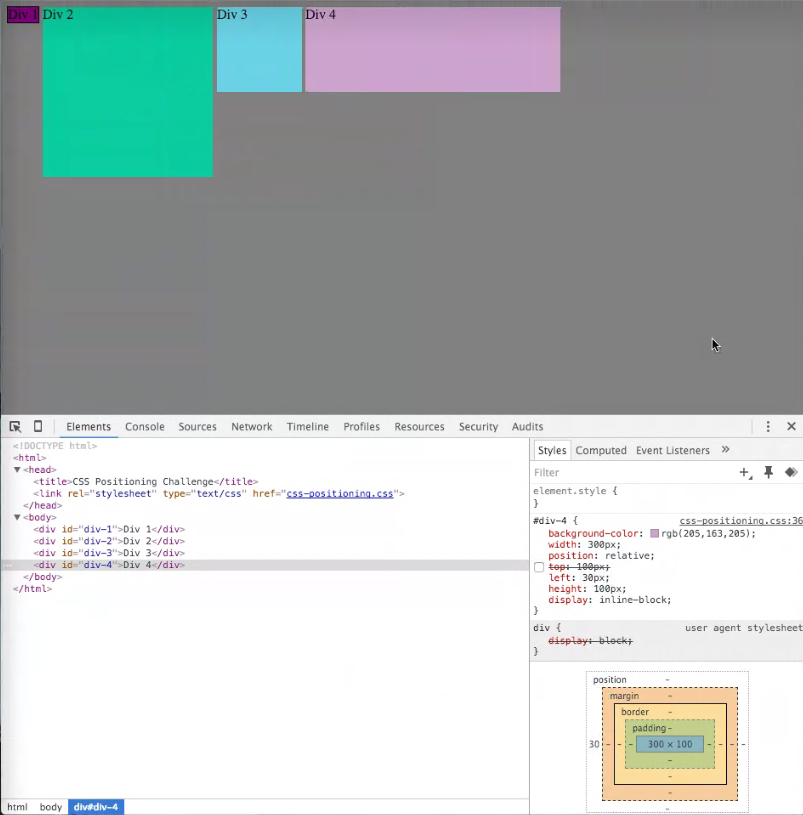 Div 1 Div 2 Div 3 Div 4
Elements Console Sources Network Timeline Profiles Resources Security Audits
<!DOCTYPE html>
<html>
▼<head>
<title>CSS Positioning Challenge</title>
<link rel="stylesheet" type="text/css" href="css-positioning.css">
</head>
▼<body>
<div id="div-1">Div 1</div>
<div id="div-2">Div 2</div>
<div id="div-3">Div 3</div>
<div id="div-4">Div 4</div>
</body>
</html>
html body div#div-4
Styles Computed Event Listeners »
Filter
element.style {
}
#div-4 { css-positioning.css:36
background-color: rgb(205,163,205);
width: 300px;
position: relative;
top: 100px;
left: 30px;
height: 100px;
display: inline-block;
}
div { user agent stylesheet
display: block;
}
position -
margin -
border -
padding -
30 - - - 300 × 100 - - - -
-
-
-
-